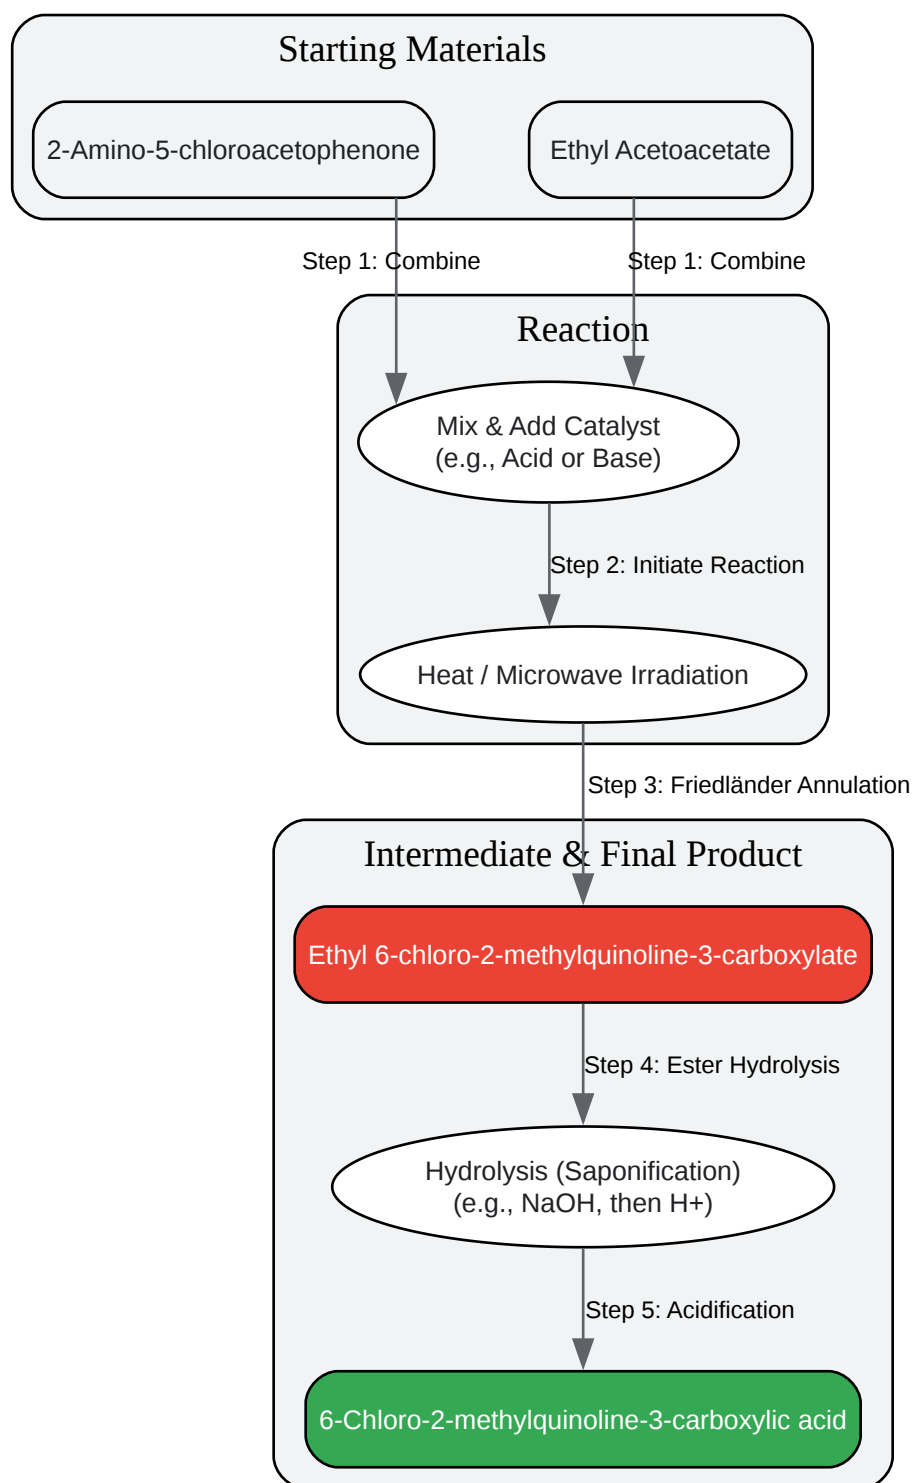 Starting Materials
2-Amino-5-chloroacetophenone
Ethyl Acetoacetate
Step 1: Combine
Step 1: Combine
Reaction
Mix & Add Catalyst
(e.g., Acid or Base)
Step 2: Initiate Reaction
Heat / Microwave Irradiation
Step 3: Friedländer Annulation
Intermediate & Final Product
Ethyl 6-chloro-2-methylquinoline-3-carboxylate
Step 4: Ester Hydrolysis
Hydrolysis (Saponification)
(e.g., NaOH, then H+)
Step 5: Acidification
6-Chloro-2-methylquinoline-3-carboxylic acid